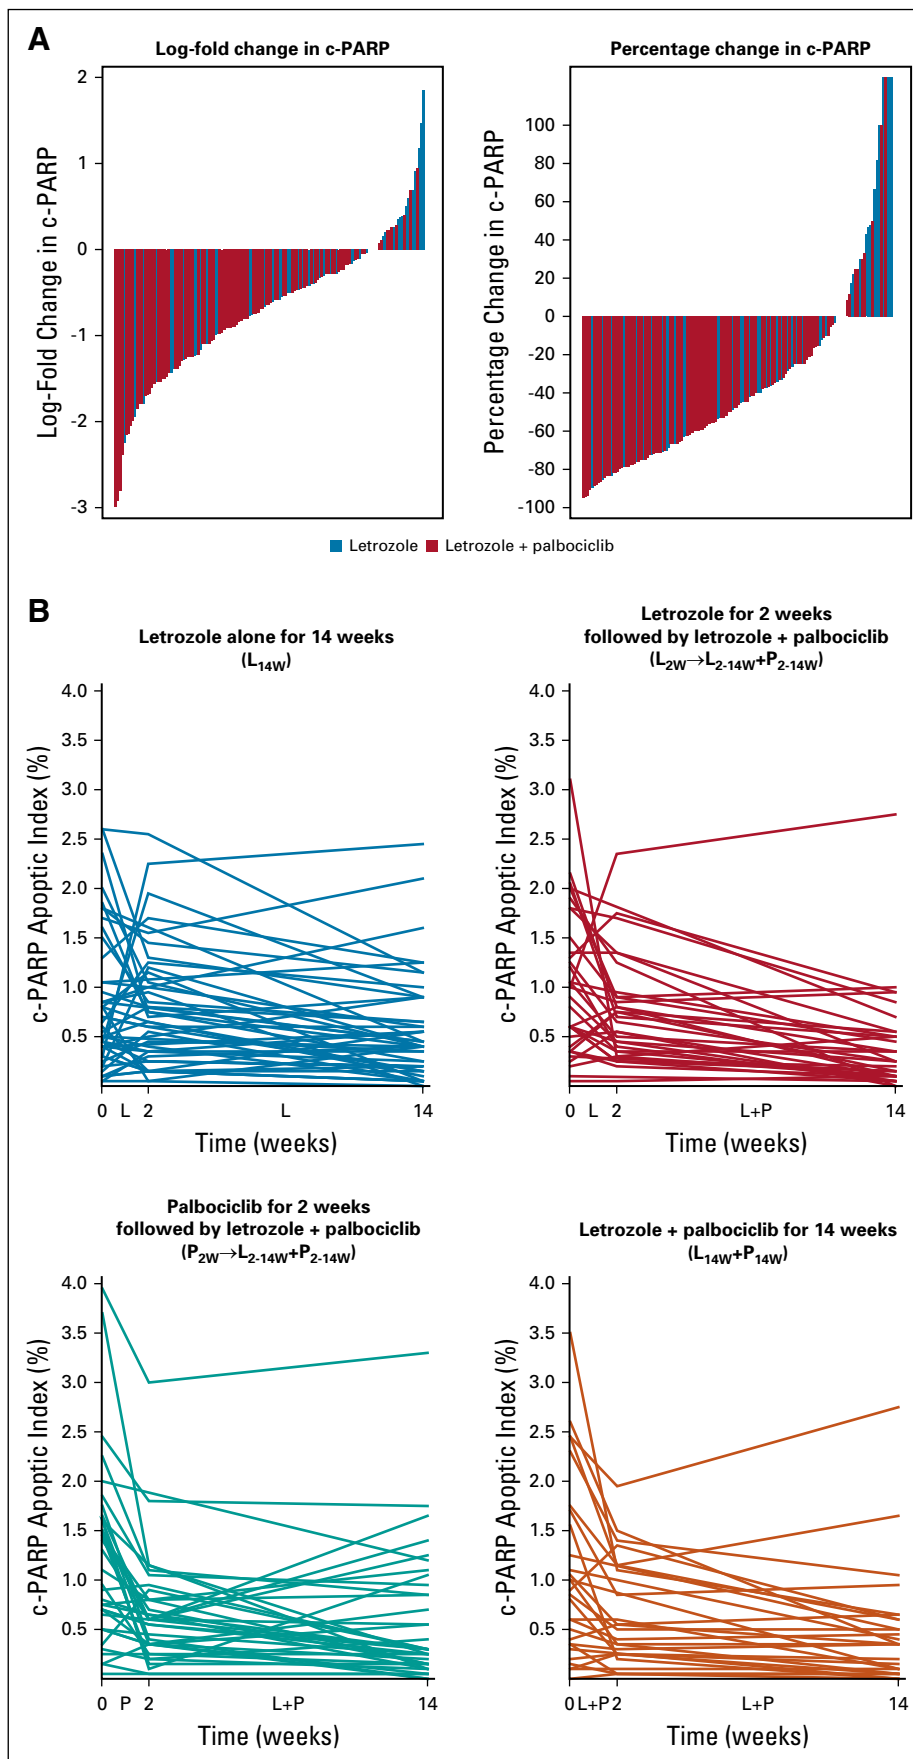 A
Log-fold change in c-PARP
Percentage change in c-PARP
Log-Fold Change in c-PARP
2
1
0
-1
-2
-3
Percentage Change in c-PARP
100
80
60
40
20
0
-20
-40
-60
-80
-100
Letrozole
Letrozole + palbociclib
B
Letrozole alone for 14 weeks
(L14W)
c-PARP Apoptic Index (%)
4.0
3.5
3.0
2.5
2.0
1.5
1.0
0.5
0 L 2 L 14
Time (weeks)
Letrozole for 2 weeks
followed by letrozole + palbociclib
(L2W→L2-14W+P2-14W)
c-PARP Apoptic Index (%)
4.0
3.5
3.0
2.5
2.0
1.5
1.0
0.5
0 L 2 L+P 14
Time (weeks)
Palbociclib for 2 weeks
followed by letrozole + palbociclib
(P2W→L2-14W+P2-14W)
c-PARP Apoptic Index (%)
4.0
3.5
3.0
2.5
2.0
1.5
1.0
0.5
0 P 2 L+P 14
Time (weeks)
Letrozole + palbociclib for 14 weeks
(L14W+P14W)
c-PARP Apoptic Index (%)
4.0
3.5
3.0
2.5
2.0
1.5
1.0
0.5
0 L+P 2 L+P 14
Time (weeks)